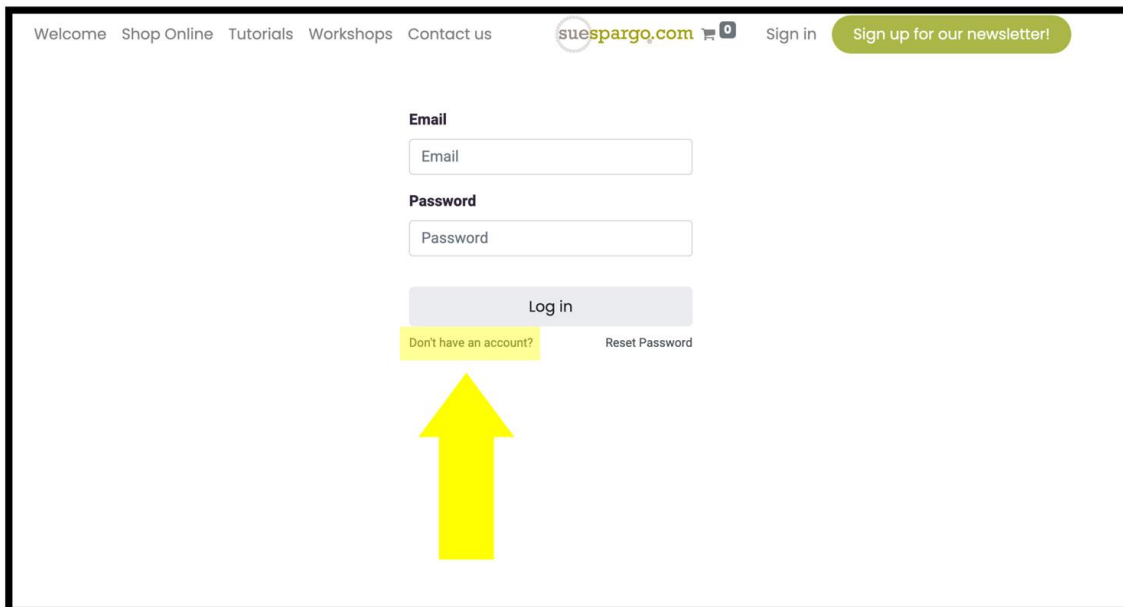 Welcome Shop Online Tutorials Workshops Contact us suespargo.com 0 Sign in Sign up for our newsletter!
Email
Email
Password
Password
Log in
Don't have an account? Reset Password